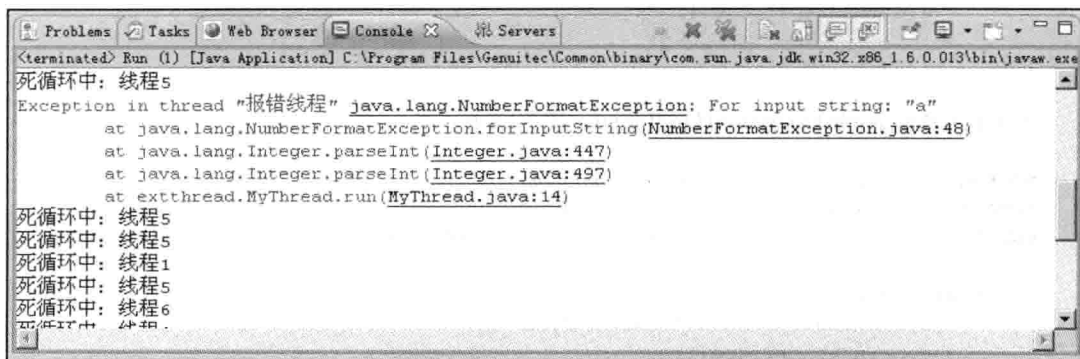 Problems Tasks Web Browser Console Servers
<terminated> Run (1) [Java Application] C:\Program Files\Genuitec\Common\binary\com.sun.java.jdk.win32.x86_1.6.0.013\bin\javaw.exe
死循环中：线程5
Exception in thread "报错线程" java.lang.NumberFormatException: For input string: "a"
at java.lang.NumberFormatException.forInputString(NumberFormatException.java:48)
at java.lang.Integer.parseInt(Integer.java:447)
at java.lang.Integer.parseInt(Integer.java:497)
at extthread.MyThread.run(MyThread.java:14)
死循环中：线程5
死循环中：线程5
死循环中：线程1
死循环中：线程5
死循环中：线程6